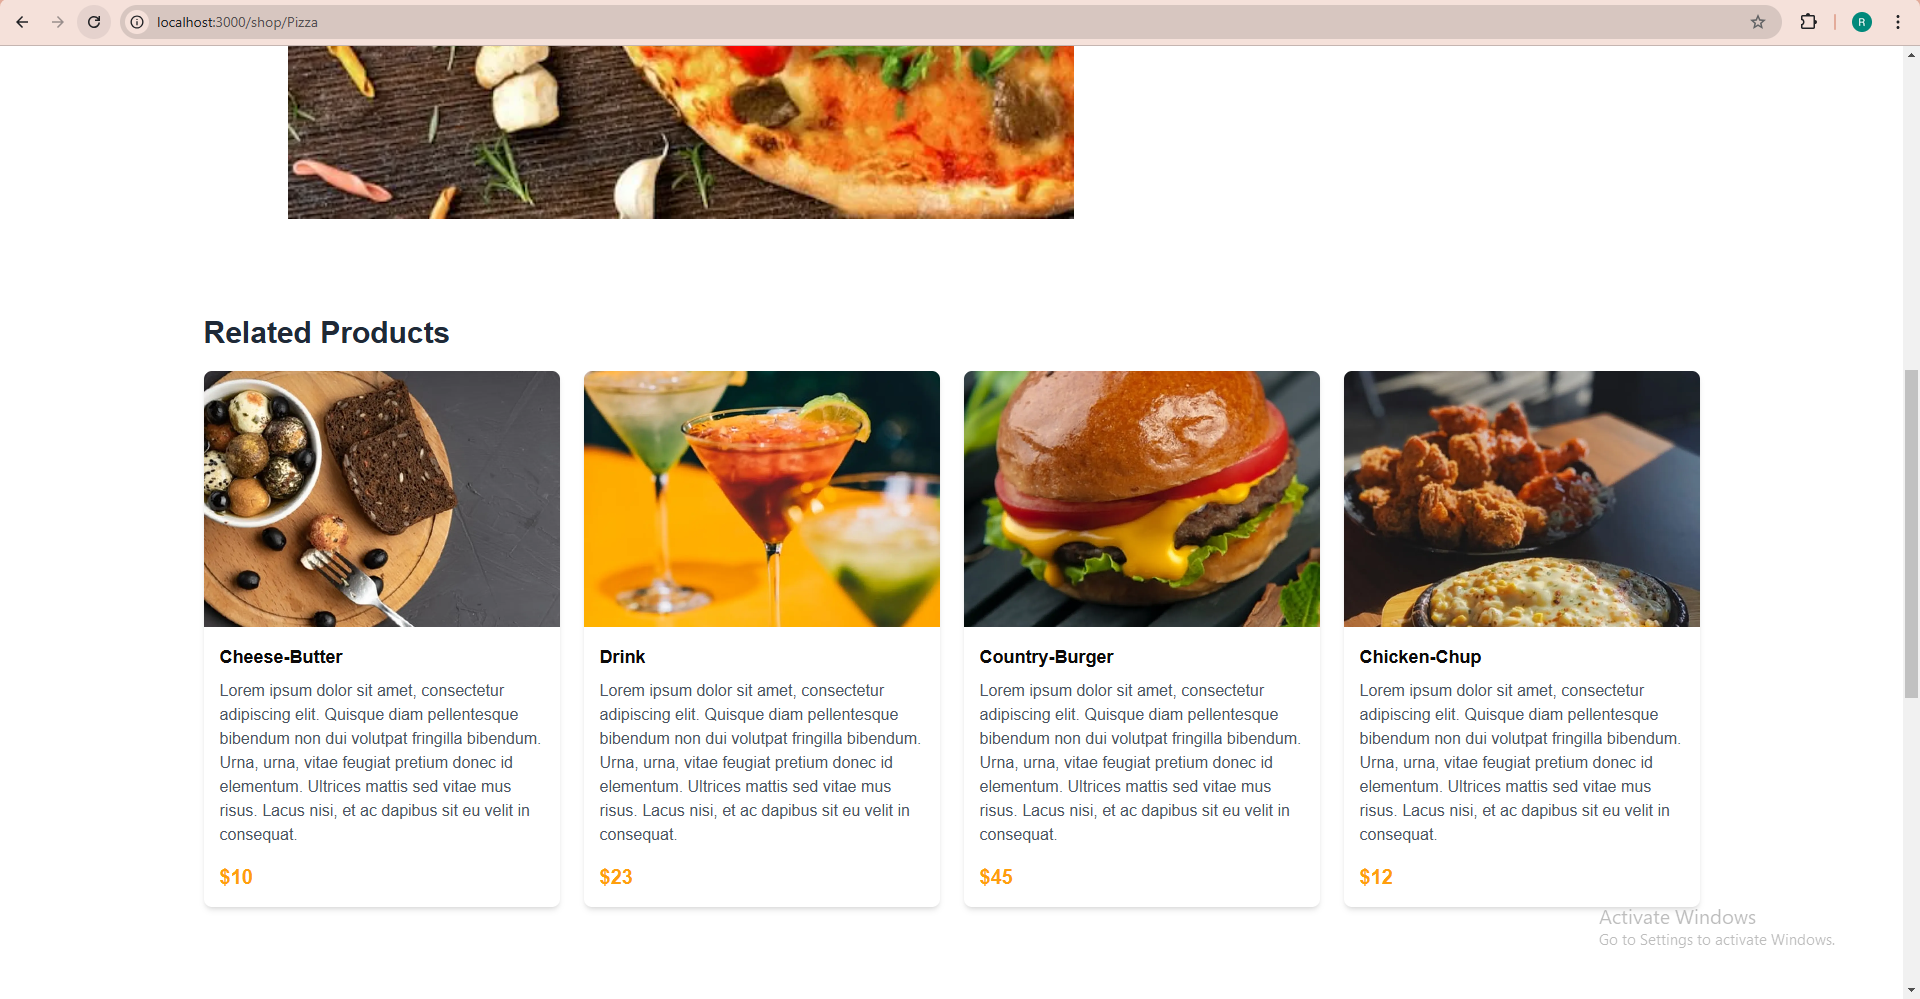 localhost:3000/shop/Pizza
R
Related Products
Cheese-Butter
Lorem ipsum dolor sit amet, consectetur
adipiscing elit. Quisque diam pellentesque
bibendum non dui volutpat fringilla bibendum.
Urna, urna, vitae feugiat pretium donec id
elementum. Ultrices mattis sed vitae mus
risus. Lacus nisi, et ac dapibus sit eu velit in
consequat.
$10
Drink
Lorem ipsum dolor sit amet, consectetur
adipiscing elit. Quisque diam pellentesque
bibendum non dui volutpat fringilla bibendum.
Urna, urna, vitae feugiat pretium donec id
elementum. Ultrices mattis sed vitae mus
risus. Lacus nisi, et ac dapibus sit eu velit in
consequat.
$23
Country-Burger
Lorem ipsum dolor sit amet, consectetur
adipiscing elit. Quisque diam pellentesque
bibendum non dui volutpat fringilla bibendum.
Urna, urna, vitae feugiat pretium donec id
elementum. Ultrices mattis sed vitae mus
risus. Lacus nisi, et ac dapibus sit eu velit in
consequat.
$45
Chicken-Chup
Lorem ipsum dolor sit amet, consectetur
adipiscing elit. Quisque diam pellentesque
bibendum non dui volutpat fringilla bibendum.
Urna, urna, vitae feugiat pretium donec id
elementum. Ultrices mattis sed vitae mus
risus. Lacus nisi, et ac dapibus sit eu velit in
consequat.
$12
Activate Windows
Go to Settings to activate Windows.